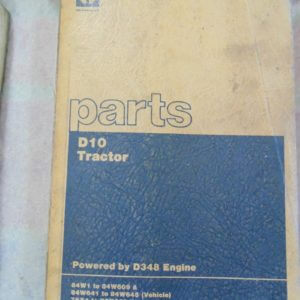 parts
D10
Tractor
Powered by D348 Engine
84W1 to 84W609 &
84W641 to 84W645 (Vehicle)